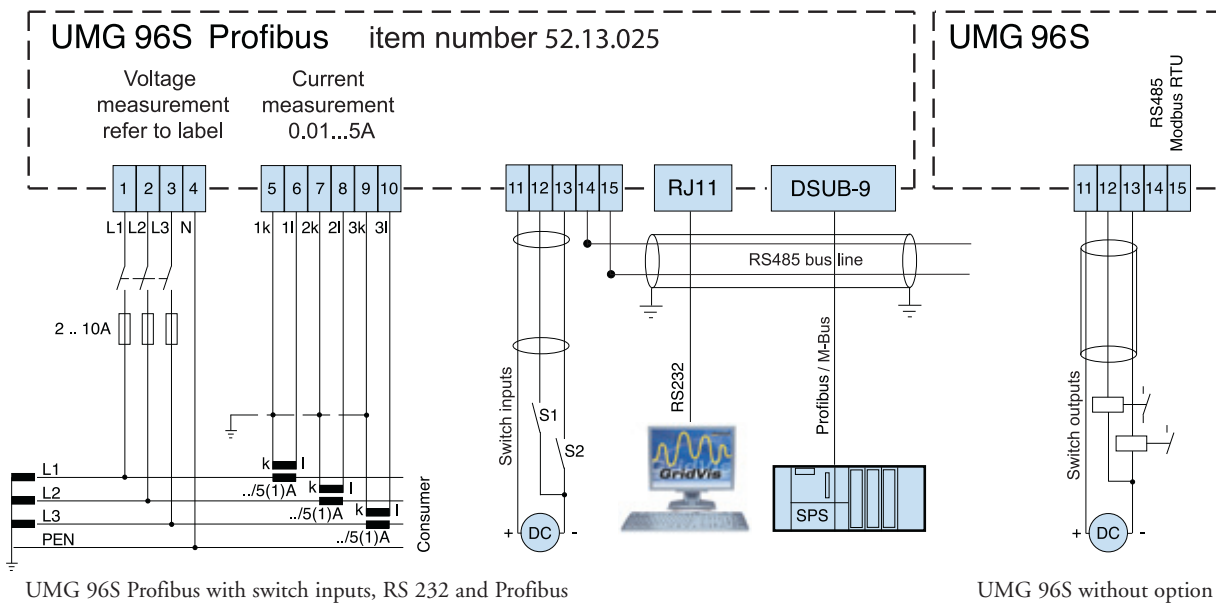 UMG 96S Profibus item number 52.13.025
UMG 96S
Voltage
measurement
refer to label
Current
measurement
0.01...5A
RS485
Modbus RTU
1 2 3 4
5 6 7 8 9 10
11 12 13 14 15
RJ11
DSUB-9
11 12 13 14 15
L1 L2 L3 N
1k 1l 2k 2l 3k 3l
RS485 bus line
2 .. 10A
Switch inputs
S1
S2
RS232
Profibus / M-Bus
Switch outputs
GridVis
SPS
L1
L2
L3
PEN
k l
../5(1)A
k l
../5(1)A
k l
../5(1)A
Consumer
+ DC -
+ DC -
UMG 96S Profibus with switch inputs, RS 232 and Profibus
UMG 96S without option